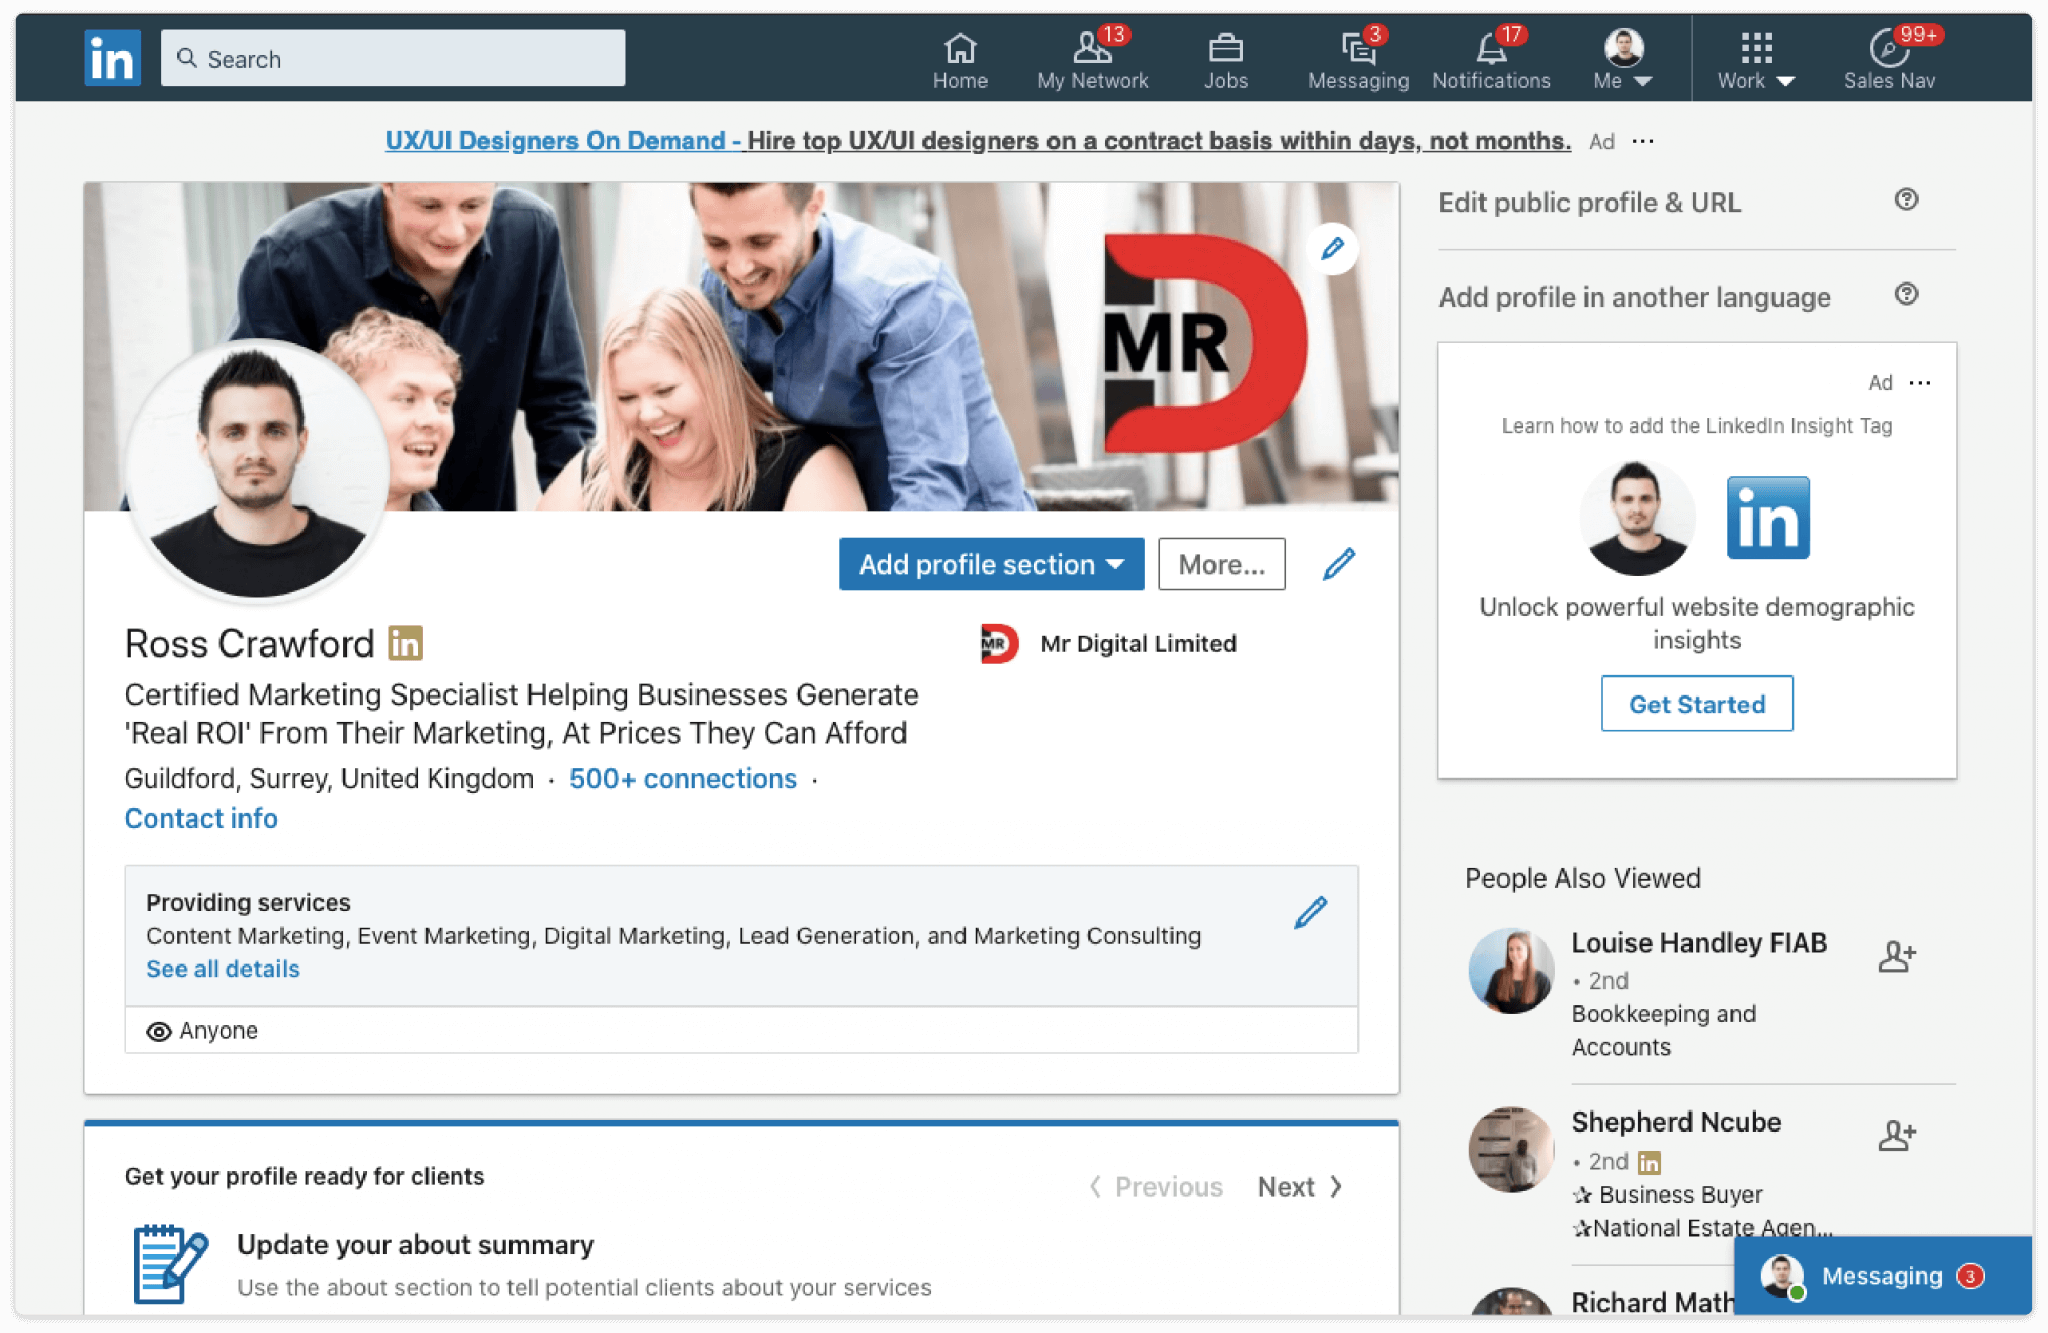 in
Search
Home
13
My Network
Jobs
3
Messaging
17
Notifications
Me
Work
99+
Sales Nav
UX/UI Designers On Demand - Hire top UX/UI designers on a contract basis within days, not months. Ad ···
MR
Add profile section
More...
Ross Crawford in
MR
Mr Digital Limited
Certified Marketing Specialist Helping Businesses Generate
'Real ROI' From Their Marketing, At Prices They Can Afford
Guildford, Surrey, United Kingdom · 500+ connections ·
Contact info
Providing services
Content Marketing, Event Marketing, Digital Marketing, Lead Generation, and Marketing Consulting
See all details
Anyone
Get your profile ready for clients
Previous
Next
Update your about summary
Use the about section to tell potential clients about your services
Edit public profile & URL
Add profile in another language
Ad ···
Learn how to add the LinkedIn Insight Tag
in
Unlock powerful website demographic
insights
Get Started
People Also Viewed
Louise Handley FIAB
• 2nd
Bookkeeping and
Accounts
Shepherd Ncube
• 2nd in
✰ Business Buyer
✰National Estate Agen...
Richard
Messaging 3